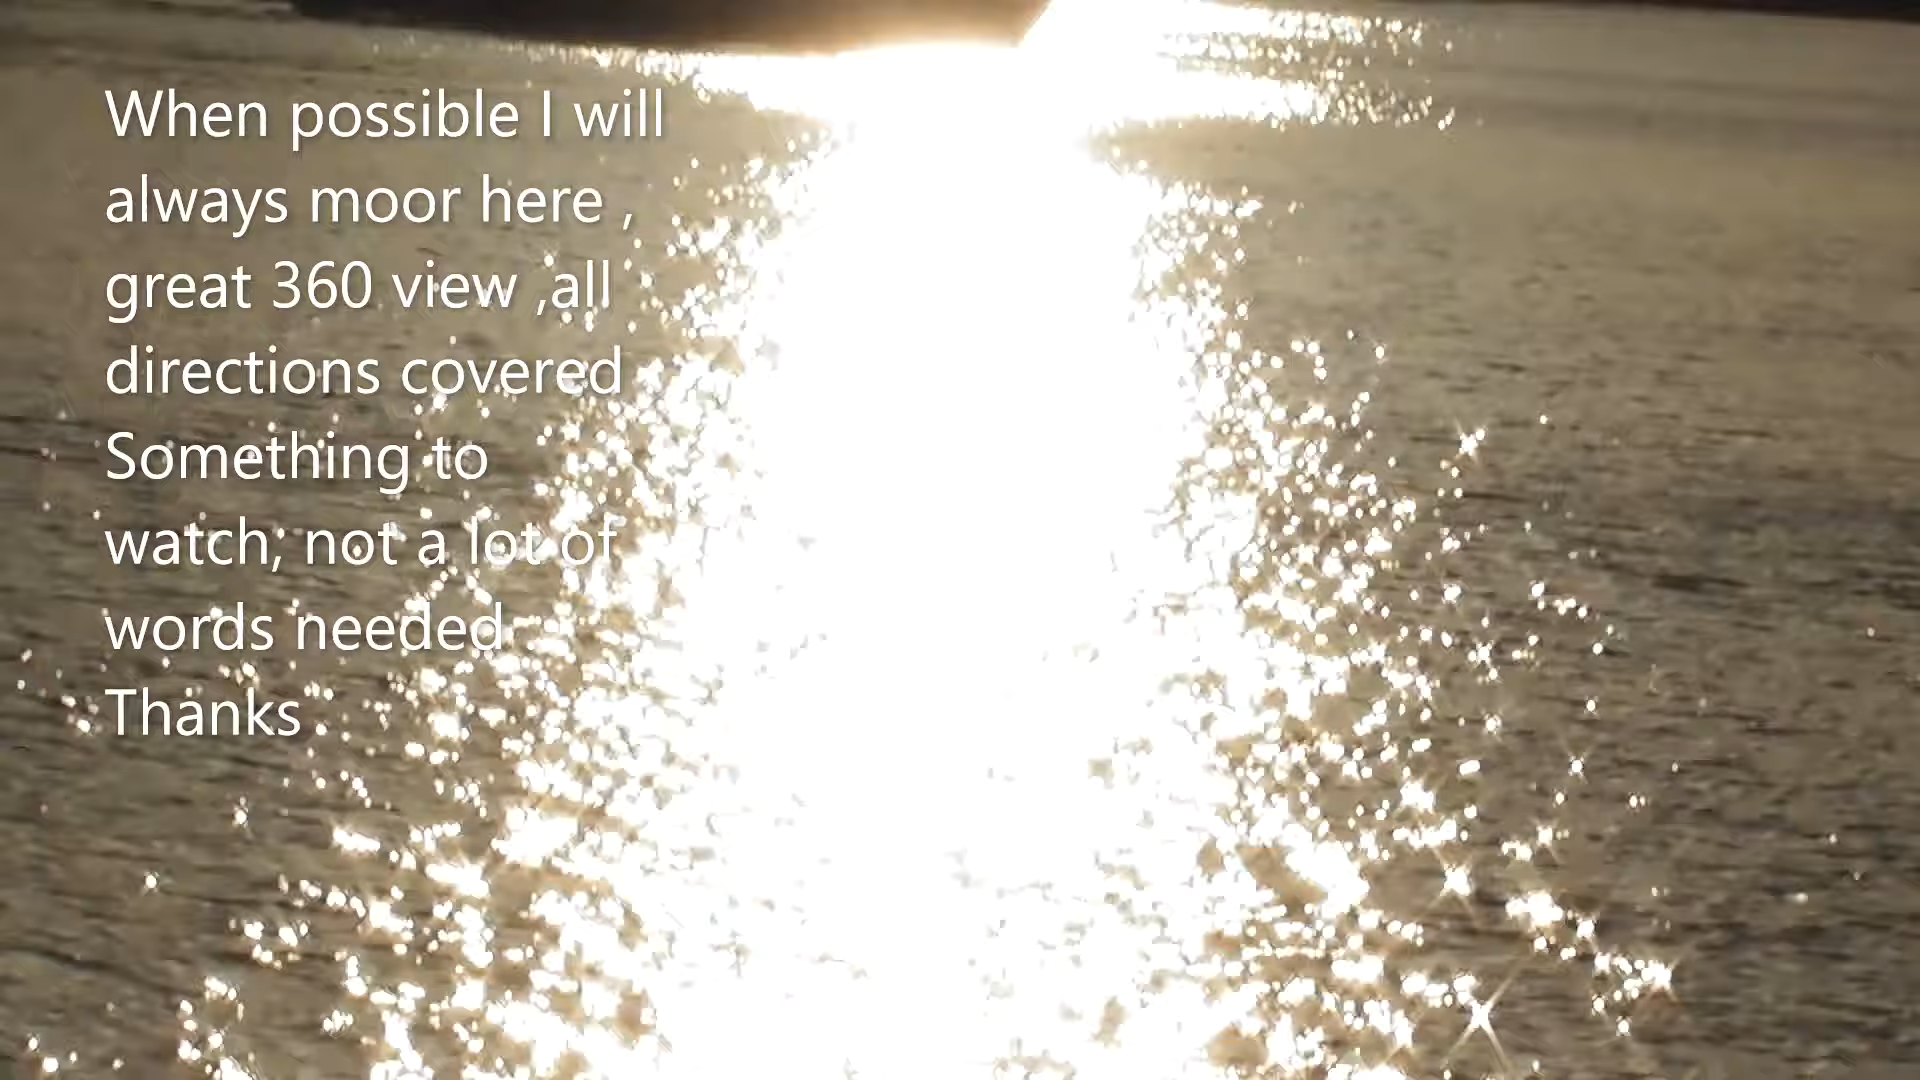 When possible I will
always moor here ,
great 360 view ,all
directions covered
Something to
watch, not a lot of
words needed
Thanks